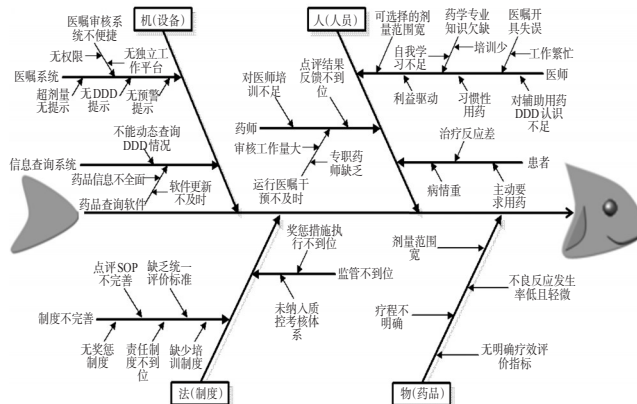 机(设备)
医嘱审核系
统不便捷
无权限
无独立工
作平台
医嘱系统
超剂量
无提示
无DDD
提示
无预警
提示
不能动态查询
DDD情况
信息查询系统
药品信息不全面
药品查询软件
软件更新
不及时
人(人员)
可选择的剂
量范围宽
药学专业
知识欠缺
医嘱开
具失误
自我学
习不足
培训少
工作繁忙
医师
利益驱动
习惯性
用药
对辅助用药
DDD认识
不足
对医师培
训不足
点评结果
反馈不到
位
药师
审核工作量大
专职药
师缺乏
运行医嘱干
预不及时
治疗反应差
患者
病情重
主动要
求用药
奖惩措施执
行不到位
监管不到位
未纳入质
控考核体
系
点评SOP
不完善
缺乏统一
评价标准
制度不完善
无奖惩
制度
责任制
度不到
位
缺少培
训制度
法(制度)
剂量范围
宽
不良反应发生
率低且轻微
疗程不
明确
无明确疗效评
价指标
物(药品)